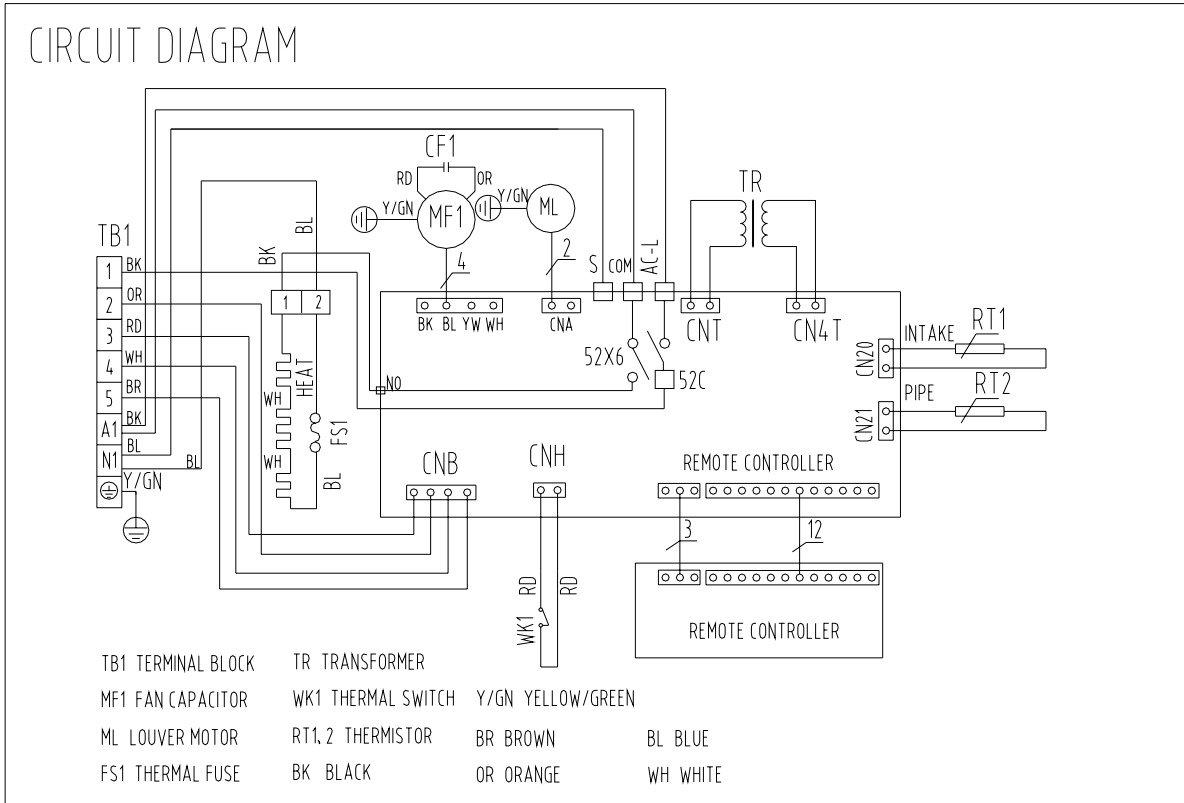 CIRCUIT DIAGRAM
CF1
RD OR
Y/GN MF1 Y/GN ML
TR
TB1
BK BL
4 2 S COM AC-L
1 BK
2 OR
3 RD
4 WH
5 BR
A1 BK
N1 BL
BL
Y/GN
1 2
BK BL YW WH
CNA
CNT CN4T
52X6
52C
NO
HEAT
WH
WH
FS1
BL
INTAKE RT1
CN20
PIPE RT2
CN21
CNB CNH
REMOTE CONTROLLER
3 12
RD RD
WK1
REMOTE CONTROLLER
TB1 TERMINAL BLOCK TR TRANSFORMER
MF1 FAN CAPACITOR WK1 THERMAL SWITCH Y/GN YELLOW/GREEN
ML LOUVER MOTOR RT1,2 THERMISTOR BR BROWN BL BLUE
FS1 THERMAL FUSE BK BLACK OR ORANGE WH WHITE